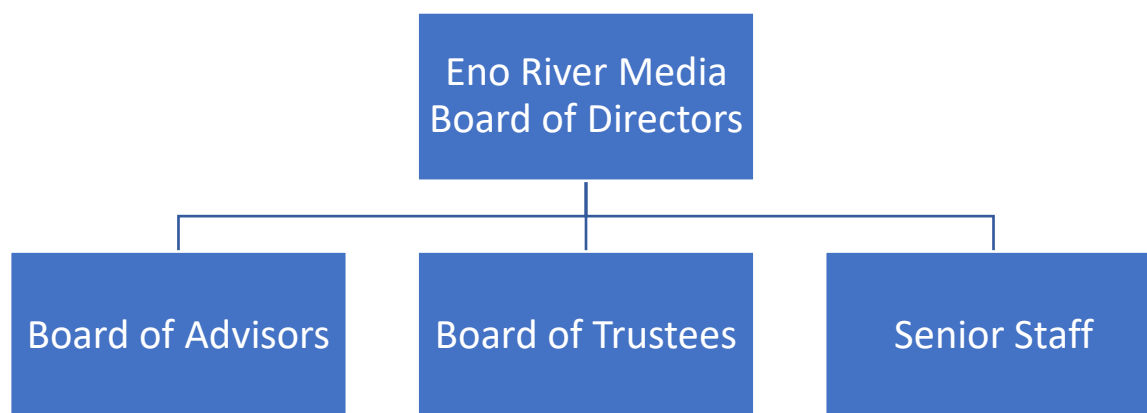 Eno River Media
Board of Directors
Board of Advisors
Board of Trustees
Senior Staff